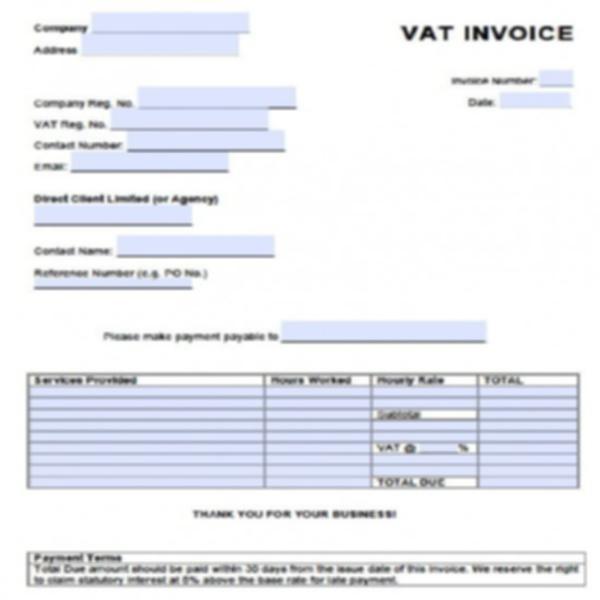 Company
VAT INVOICE
Address
Invoice Number:
Date:
Company Reg. No.
VAT Reg. No.
Contact Number:
Email:
Direct Client Limited (or Agency)
Contact Name:
Reference Number (e.g. PO No.)
Please make payment payable to
Services Provided Hours Worked Hourly Rate TOTAL
Subtotal
VAT @ ______%
TOTAL DUE
THANK YOU FOR YOUR BUSINESS!
Payment Terms
Total Due amount should be paid within 30 days from the issue date of this invoice. We reserve the right
to claim statutory interest at 8% above the base rate for late payment.